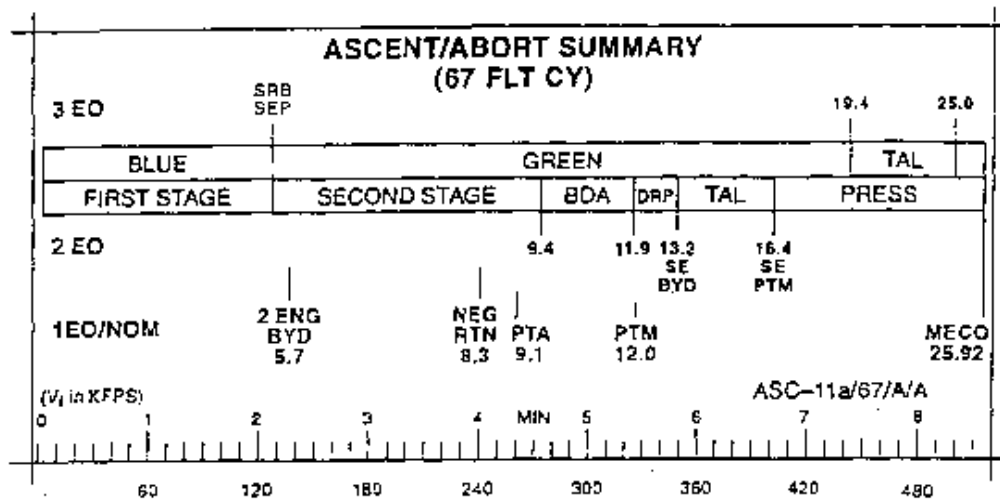 ASCENT/ABORT SUMMARY
(67 FLT CY)
3 EO
SRB
SEP
19.4
25.0
BLUE GREEN TAL
FIRST STAGE SECOND STAGE BDA DRP TAL PRESS
2 EO
9.4
11.9
13.2
SE
BYD
16.4
SE
PTM
1EO/NOM
2 ENG
BYD
5.7
NEG
RTN
8.3
PTA
9.1
PTM
12.0
MECO
25.92
(V₁ in KFPS)
ASC–11a/67/A/A
0 1 2 3 4 MIN 5 6 7 8
60 120 180 240 300 360 420 480